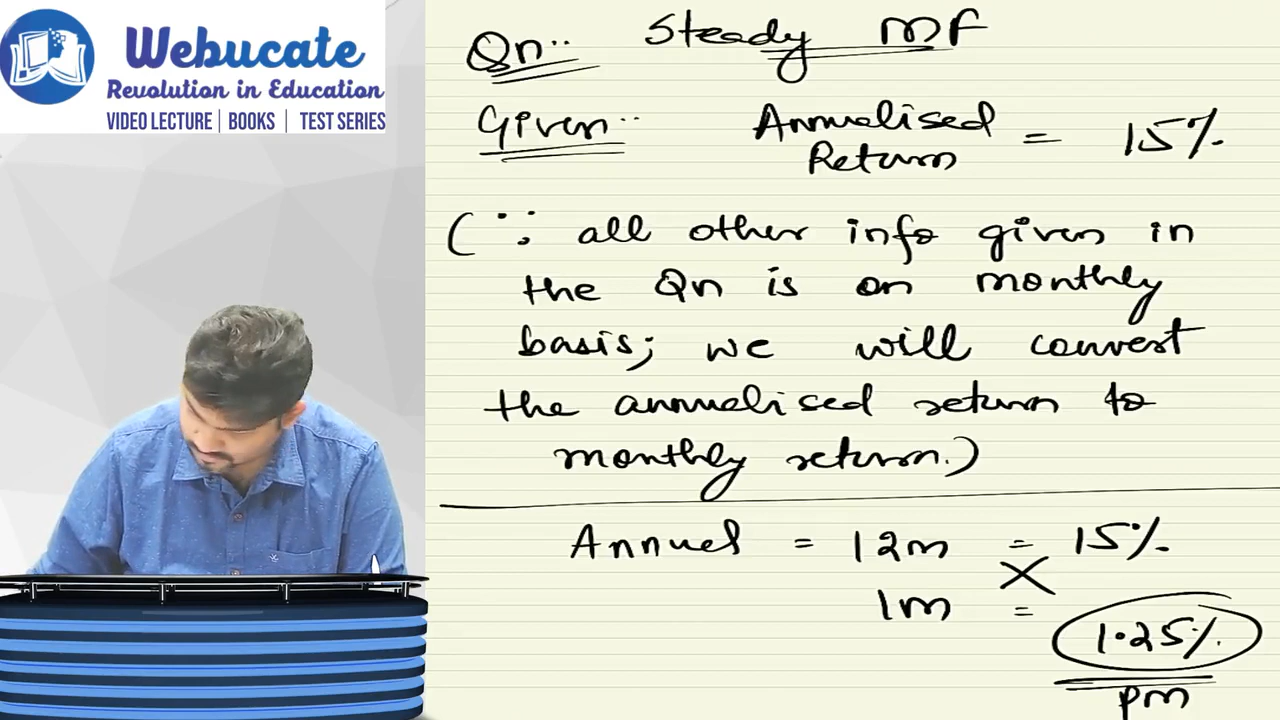 Webucate
Revolution in Education
VIDEO LECTURE | BOOKS | TEST SERIES
Qn:- Steady MF
Given:- Annualised Return = 15%
(∵ all other info given in
the Qn is on monthly
basis; we will convert
the annualised return to
monthly return.)
Annual = 12m = 15%
1m = 1.25%
pm